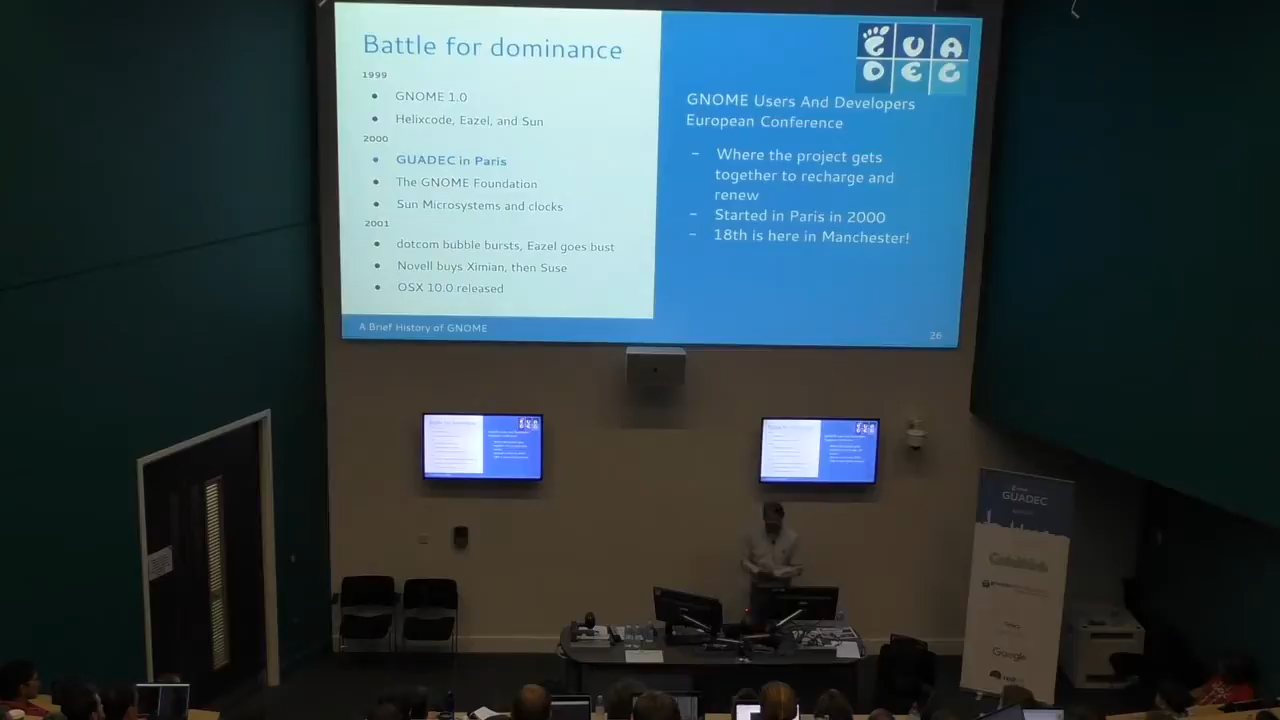 Battle for dominance
1999
GNOME 1.0
Helixcode, Eazel, and Sun
2000
GUADEC in Paris
The GNOME Foundation
Sun Microsystems and clocks
2001
dotcom bubble bursts, Eazel goes bust
Novell buys Ximian, then Suse
OSX 10.0 released
A Brief History of GNOME
G U A
D E C
GNOME Users And Developers
European Conference
– Where the project gets
together to recharge and
renew
– Started in Paris in 2000
– 18th is here in Manchester!
26
GUADEC
Google